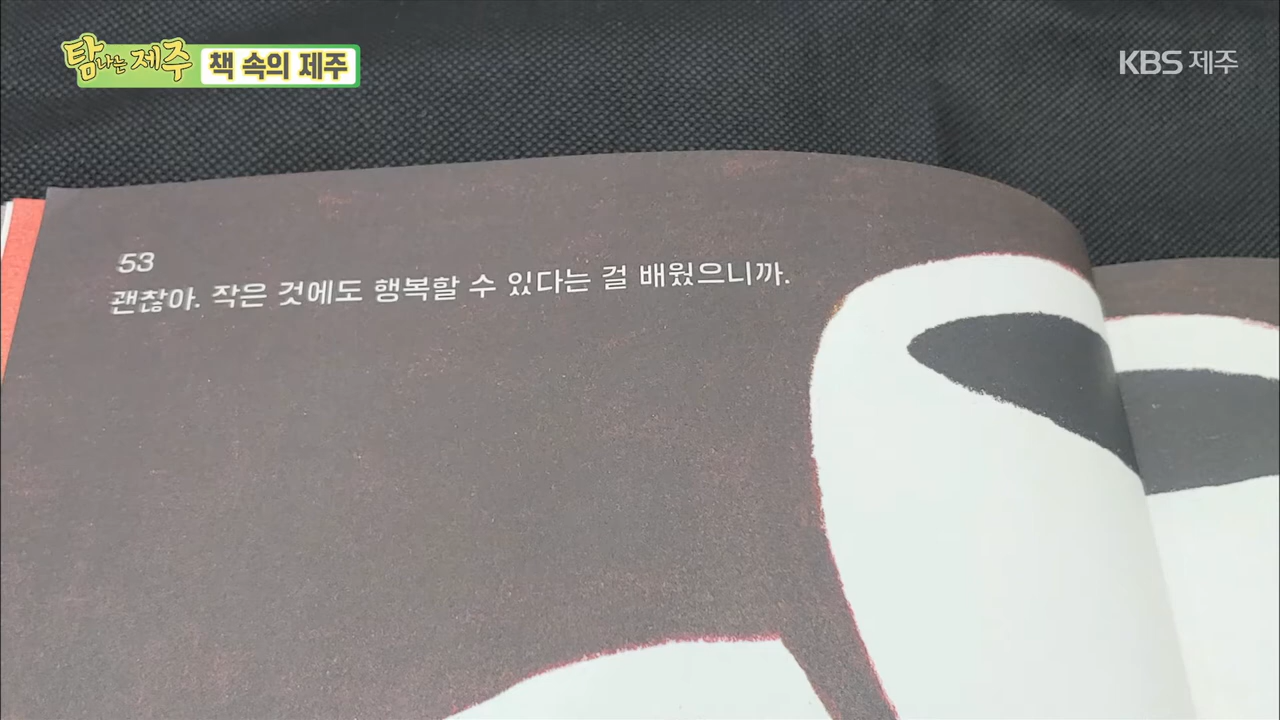 탐나는 제주 책 속의 제주
KBS 제주
53
괜찮아. 작은 것에도 행복할 수 있다는 걸 배웠으니까.